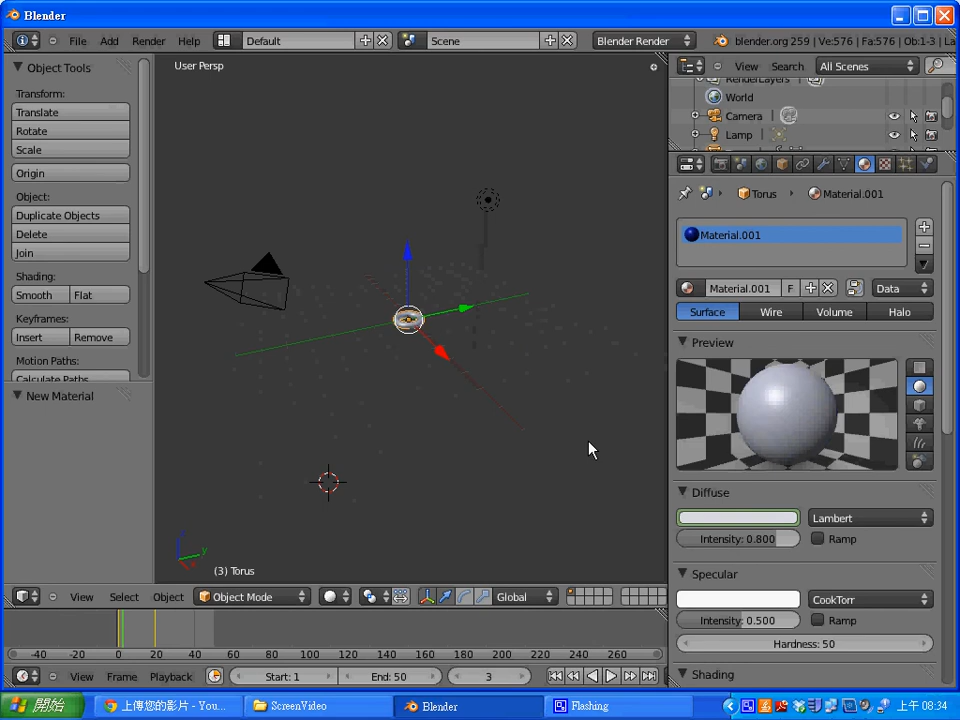 Blender
File Add Render Help Default Scene Blender Render blender.org 259 | Ve:576 | Fa:576 | Ob:1-3 | La
Object Tools
Transform:
Translate
Rotate
Scale
Origin
Object:
Duplicate Objects
Delete
Join
Shading:
Smooth Flat
Keyframes:
Insert Remove
Motion Paths:
Calculate Paths
New Material
User Persp
(3) Torus
View Select Object Object Mode Global
-40 -20 0 20 40 60 80 100 120 140 160 180 200 220 240 260
View Frame Playback Start: 1 End: 50 3
View Search All Scenes
RenderLayers
World
Camera
Lamp
Torus Material.001
Material.001
Material.001 F Data
Surface Wire Volume Halo
Preview
Diffuse
Lambert
Intensity: 0.800 Ramp
Specular
CookTorr
Intensity: 0.500 Ramp
Hardness: 50
Shading
開始 上傳您的影片 - You... ScreenVideo Blender Flashing 上午 08:34